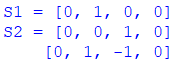 S1 = [0, 1, 0, 0]
S2 = [0, 0, 1, 0]
[0, 1, -1, 0]